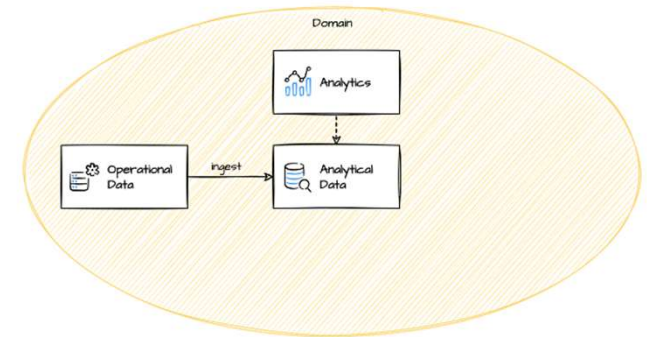 Domain
Analytics
Operational
Data
ingest
Analytical
Data